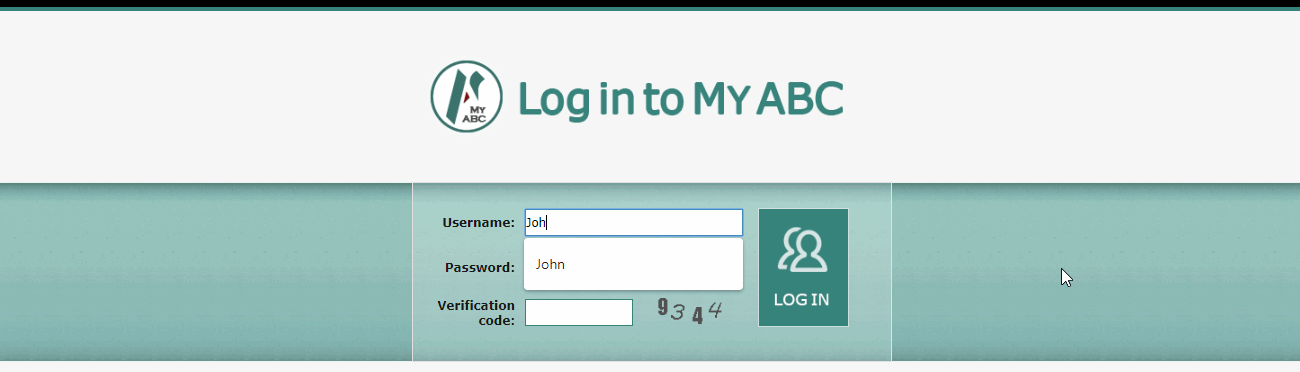 MY
ABC
Log in to MY ABC
Username:
Joh
John
Password:
Verification
code:
9344
LOG IN